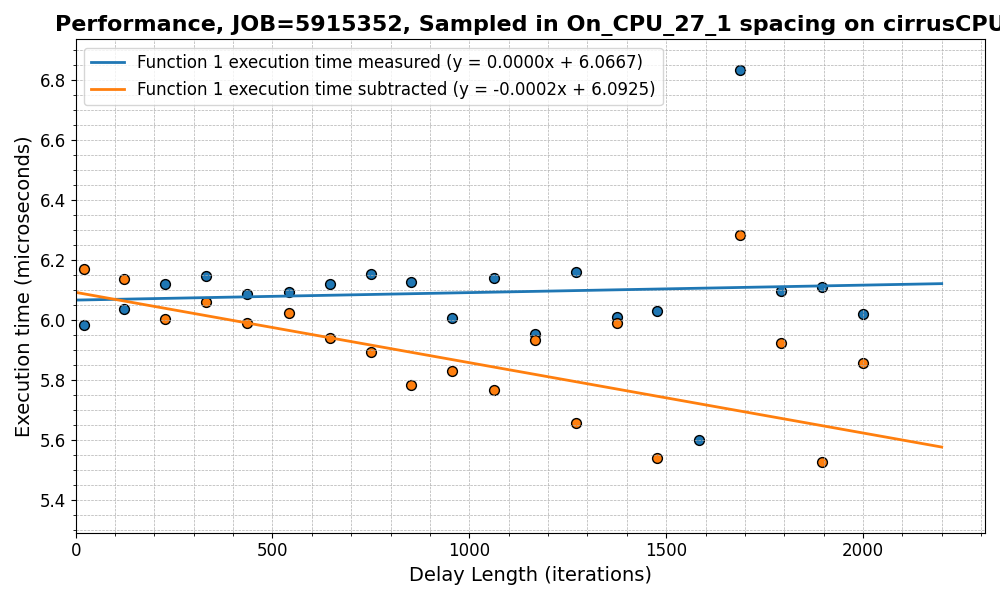 Performance, JOB=5915352, Sampled in On_CPU_27_1 spacing on cirrusCPU
Function 1 execution time measured (y = 0.0000x + 6.0667)
Function 1 execution time subtracted (y = -0.0002x + 6.0925)
Execution time (microseconds)
6.8
6.6
6.4
6.2
6.0
5.8
5.6
5.4
0 500 1000 1500 2000
Delay Length (iterations)